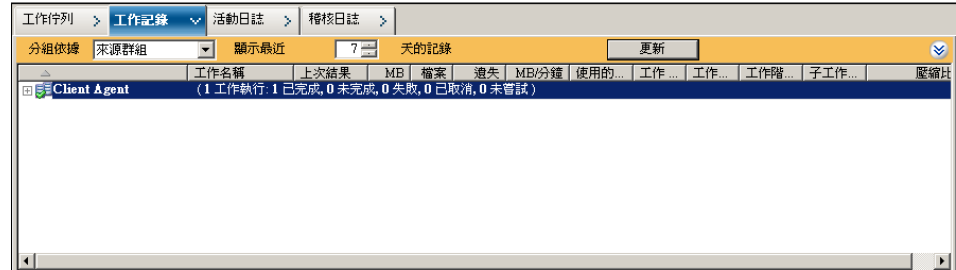 工作佇列 工作記錄 活動日誌 稽核日誌
分組依據 來源群組 顯示最近 7 天的記錄 更新
工作名稱 上次結果 MB 檔案 遺失 MB/分鐘 使用的... 工作 ... 工作... 工作階... 子工作... 壓縮比
Client Agent (1 工作執行: 1 已完成, 0 未完成, 0 失敗, 0 已取消, 0 未嘗試)